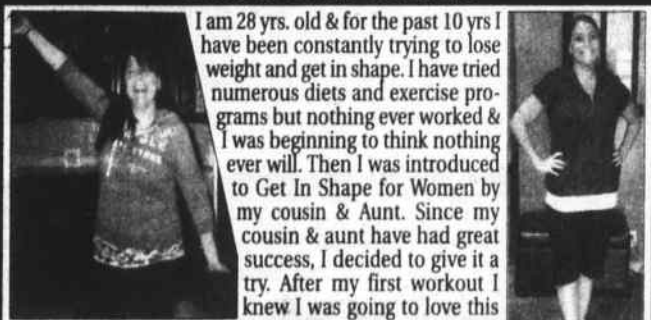 I am 28 yrs. old & for the past 10 yrs I
have been constantly trying to lose
weight and get in shape. I have tried
numerous diets and exercise pro-
grams but nothing ever worked &
I was beginning to think nothing
ever will. Then I was introduced
to Get In Shape for Women by
my cousin & Aunt. Since my
cousin & aunt have had great
success, I decided to give it a
try. After my first workout I
knew I was going to love this